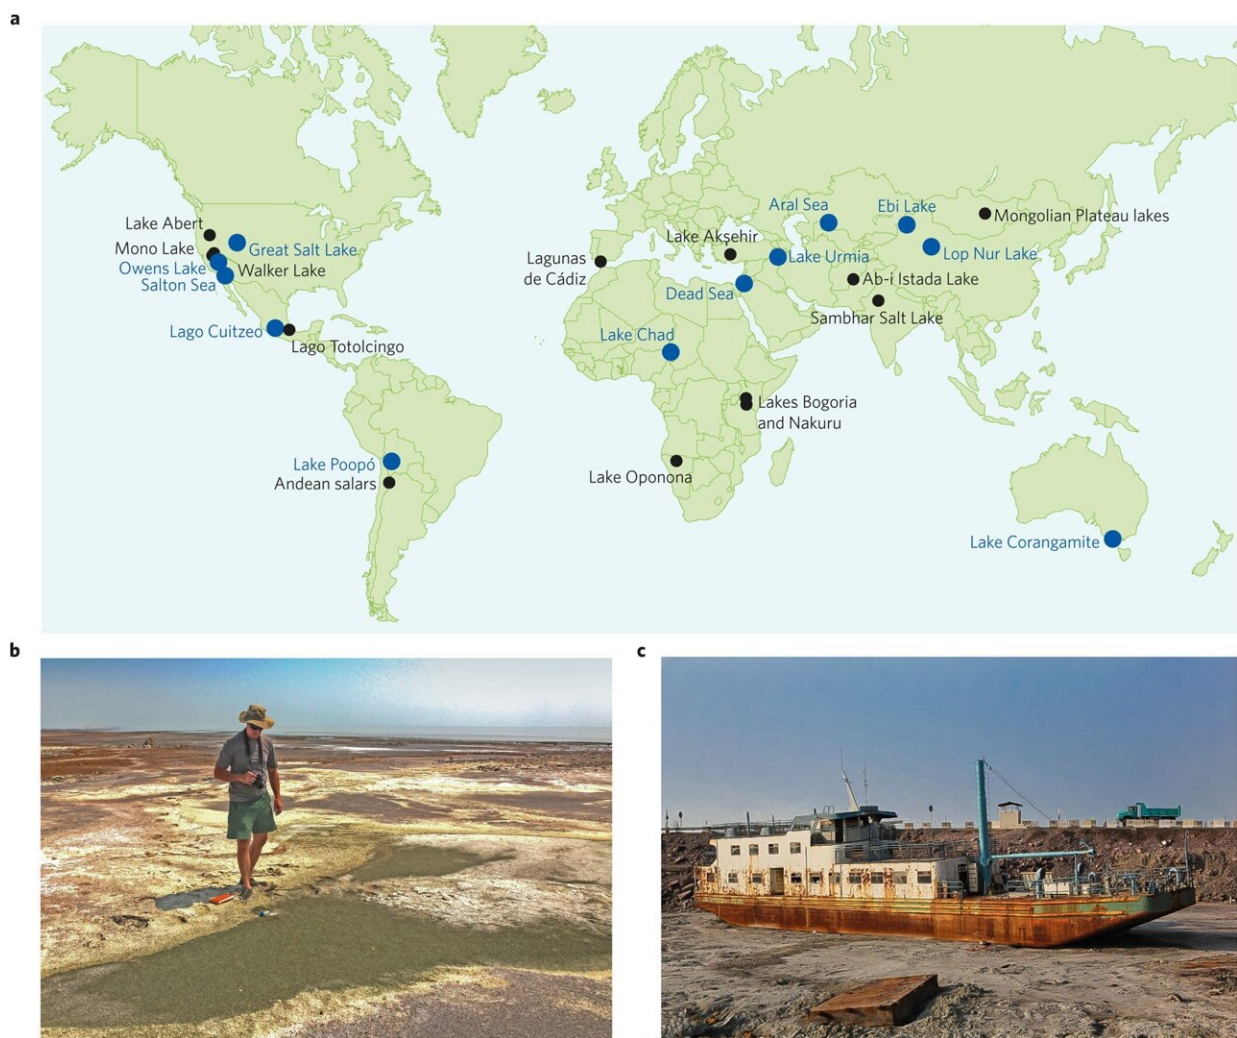 a
Lake Abert
Mono Lake
Great Salt Lake
Owens Lake
Walker Lake
Salton Sea
Lago Cuitzeo
Lago Totolcingo
Lake Poopó
Andean salars
Lagunas
de Cádiz
Lake Akşehir
Aral Sea
Ebi Lake
Mongolian Plateau lakes
Lake Urmia
Lop Nur Lake
Dead Sea
Ab-i Istada Lake
Sambhar Salt Lake
Lake Chad
Lakes Bogoria
and Nakuru
Lake Oponona
Lake Corangamite
b
c